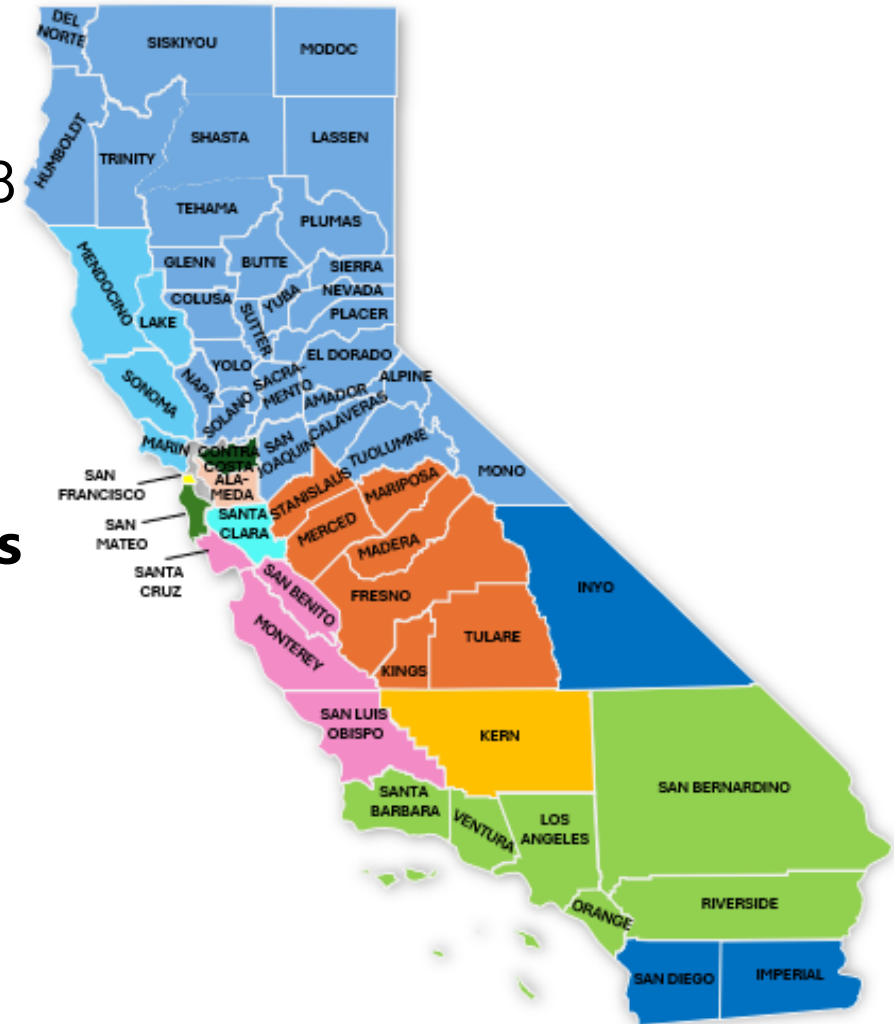 DEL
NORTE
SISKIYOU
MODOC
HUMBOLDT
TRINITY
SHASTA
LASSEN
3
TEHAMA
PLUMAS
MENDOCINO
GLENN
BUTTE
SIERRA
COLUSA
YUBA
NEVADA
LAKE
SUTTER
PLACER
EL DORADO
YOLO
NAPA
SACRA-
MENTO
ALPINE
SONOMA
SOLANO
AMADOR
CALAVERAS
MARIN
CONTRA
COSTA
SAN
JOAQUIN
TUOLUMNE
MONO
SAN
FRANCISCO
ALA-
MEDA
STANISLAUS
MARIPOSA
SAN
MATEO
SANTA
CLARA
MERCED
MADERA
s
SANTA
CRUZ
SAN BENITO
FRESNO
INYO
MONTEREY
TULARE
KINGS
SAN LUIS
OBISPO
KERN
SAN BERNARDINO
SANTA
BARBARA
VENTURA
LOS
ANGELES
ORANGE
RIVERSIDE
SAN DIEGO
IMPERIAL